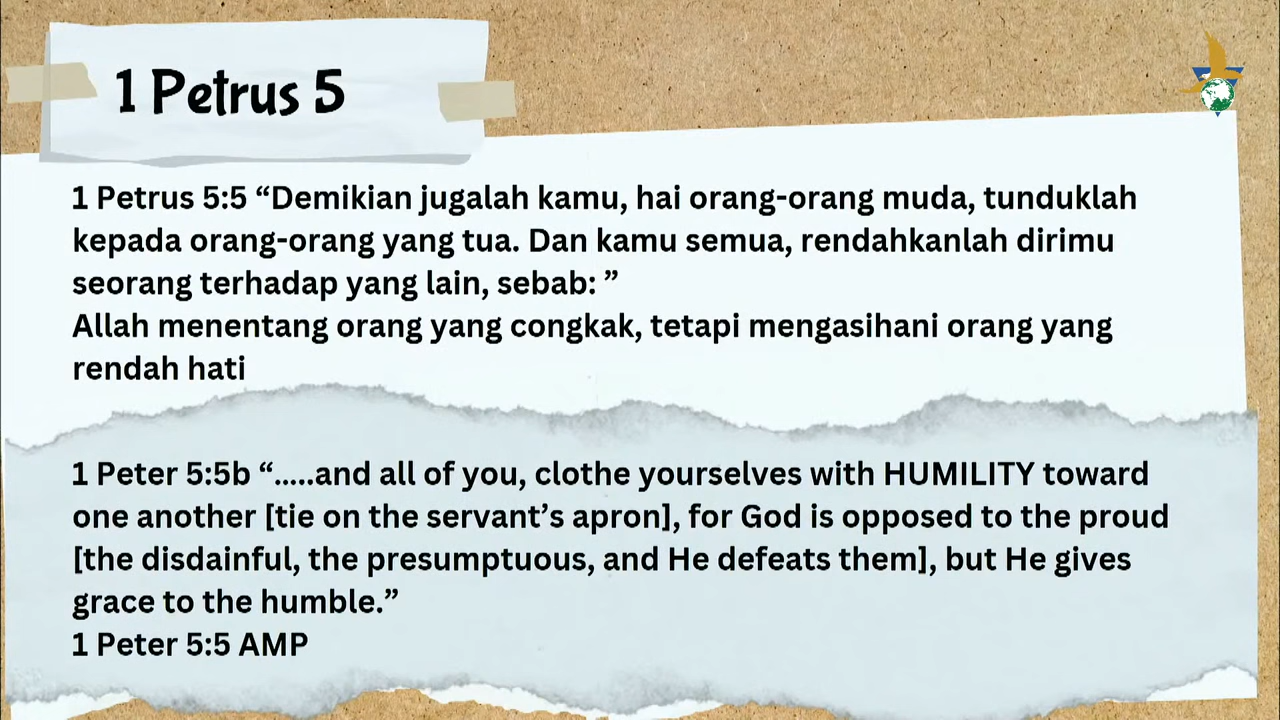 1 Petrus 5
1 Petrus 5:5 “Demikian jugalah kamu, hai orang-orang muda, tunduklah
kepada orang-orang yang tua. Dan kamu semua, rendahkanlah dirimu
seorang terhadap yang lain, sebab: ”
Allah menentang orang yang congkak, tetapi mengasihani orang yang
rendah hati
1 Peter 5:5b “.....and all of you, clothe yourselves with HUMILITY toward
one another [tie on the servant’s apron], for God is opposed to the proud
[the disdainful, the presumptuous, and He defeats them], but He gives
grace to the humble.”
1 Peter 5:5 AMP